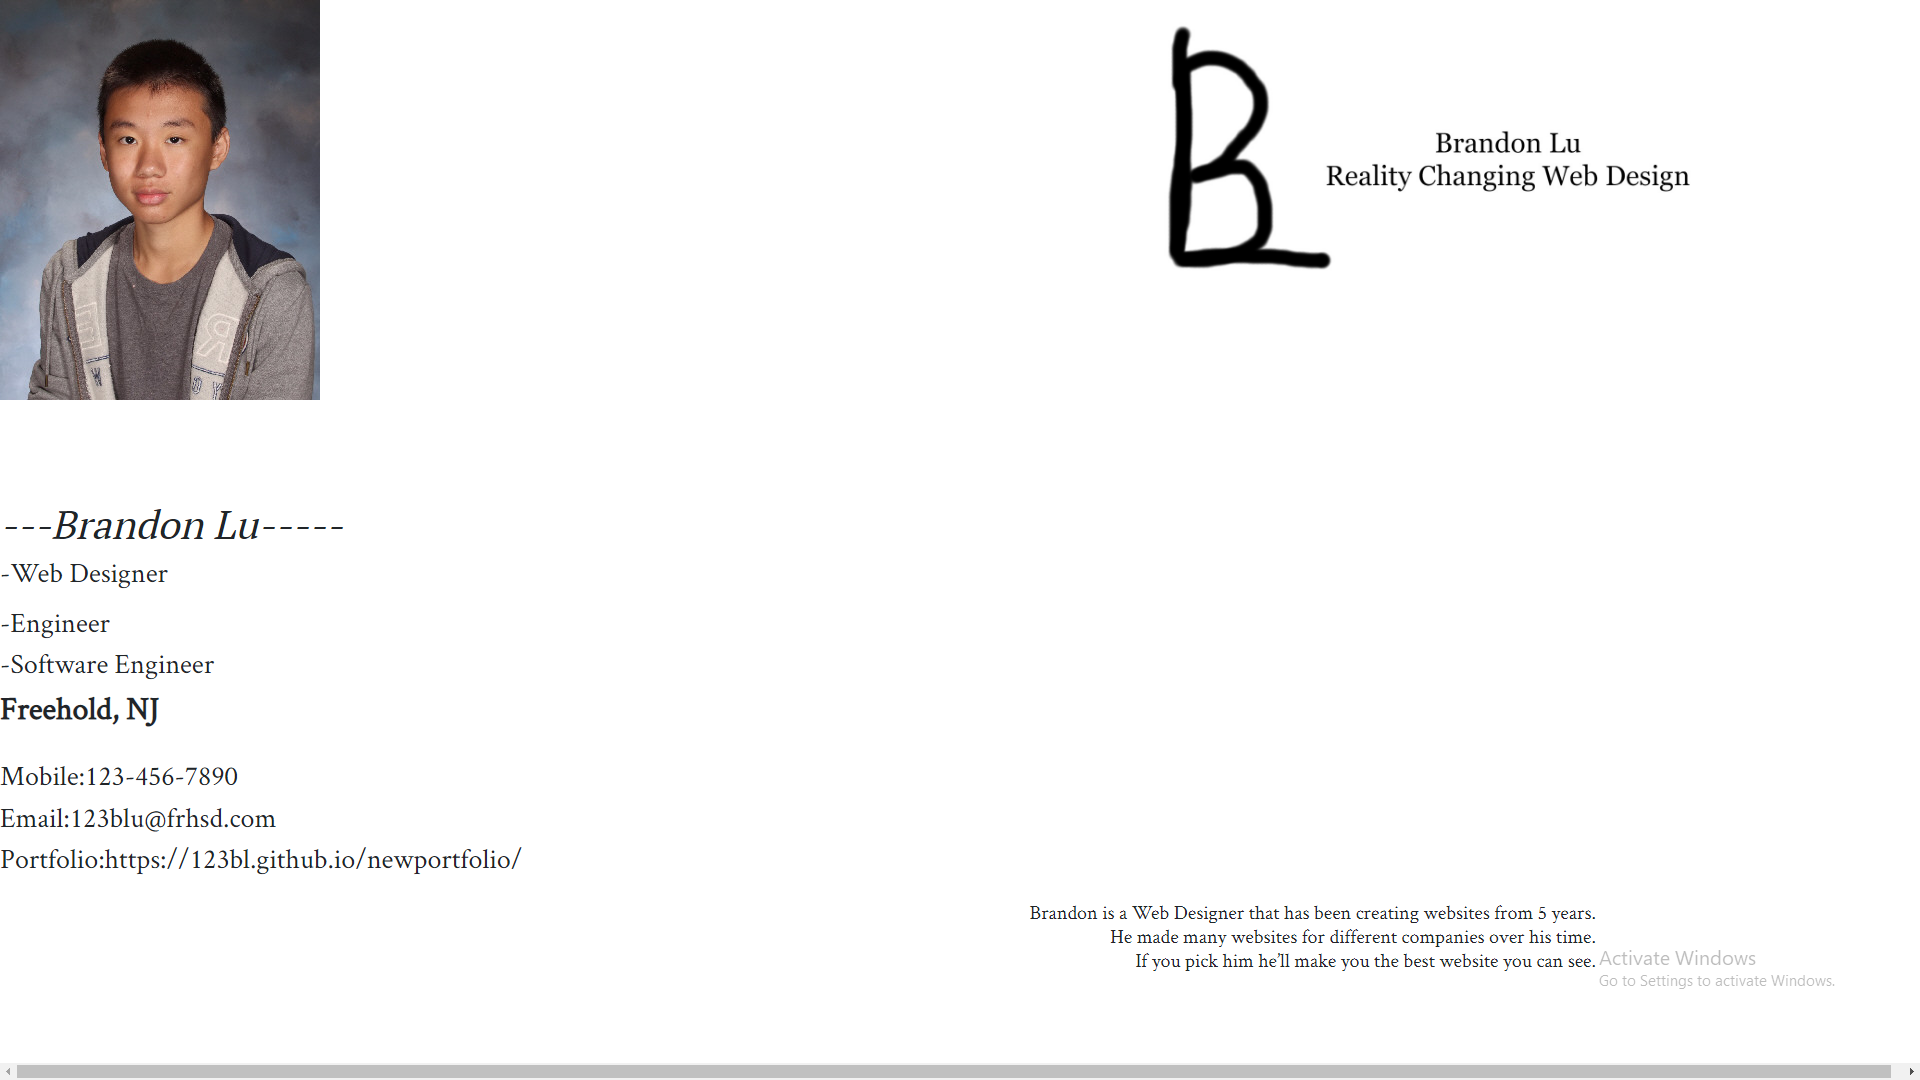 BL
Brandon Lu
Reality Changing Web Design
---Brandon Lu-----
-Web Designer
-Engineer
-Software Engineer
Freehold, NJ
Mobile:123-456-7890
Email:123blu@frhsd.com
Portfolio:https://123bl.github.io/newportfolio/
Brandon is a Web Designer that has been creating websites from 5 years.
He made many websites for different companies over his time.
If you pick him he’ll make you the best website you can see.
Activate Windows
Go to Settings to activate Windows.